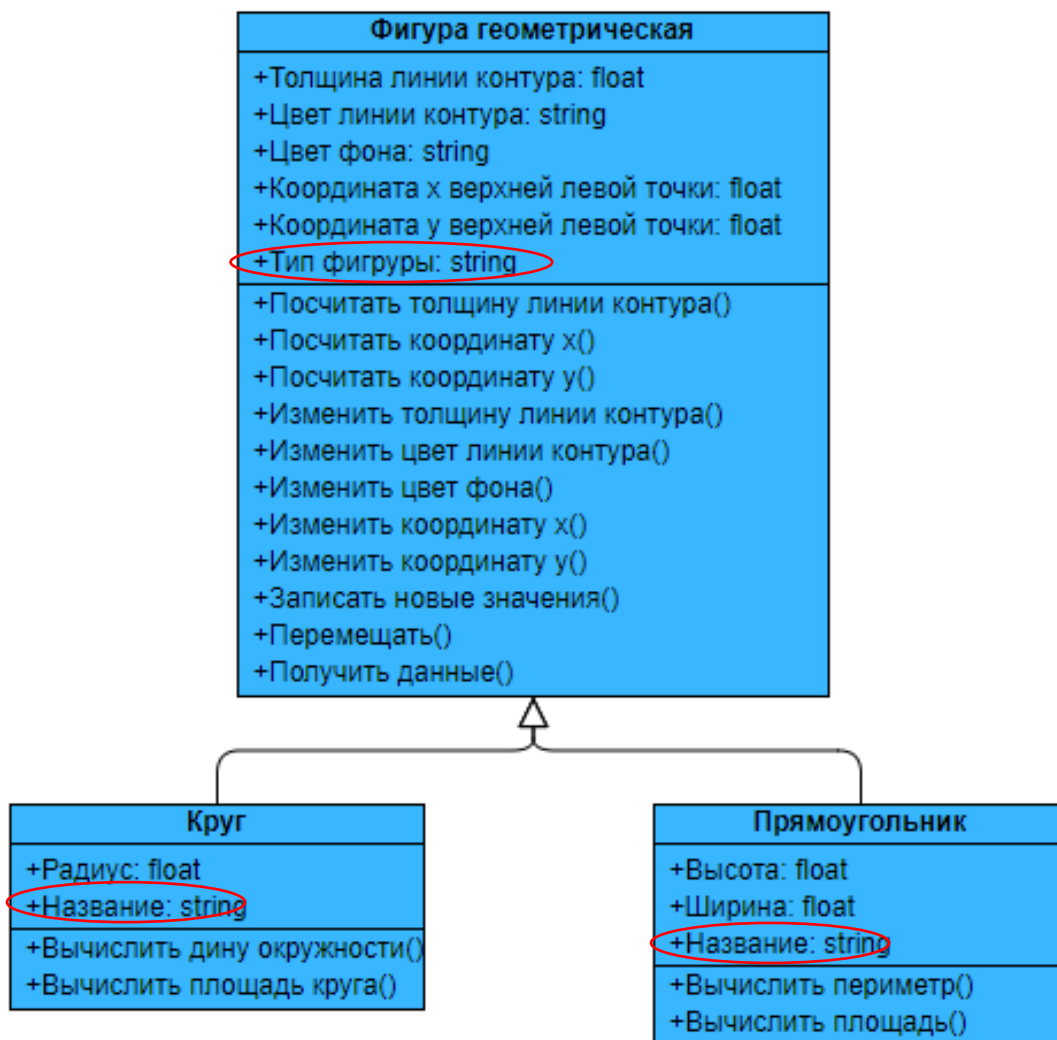 Фигура геометрическая
+Толщина линии контура: float
+Цвет линии контура: string
+Цвет фона: string
+Координата x верхней левой точки: float
+Координата y верхней левой точки: float
+Тип фигруры: string
+Посчитать толщину линии контура()
+Посчитать координату x()
+Посчитать координату y()
+Изменить толщину линии контура()
+Изменить цвет линии контура()
+Изменить цвет фона()
+Изменить координату x()
+Изменить координату y()
+Записать новые значения()
+Перемещать()
+Получить данные()
Круг
+Радиус: float
+Название: string
+Вычислить дину окружности()
+Вычислить площадь круга()
Прямоугольник
+Высота: float
+Ширина: float
+Название: string
+Вычислить периметр()
+Вычислить площадь()